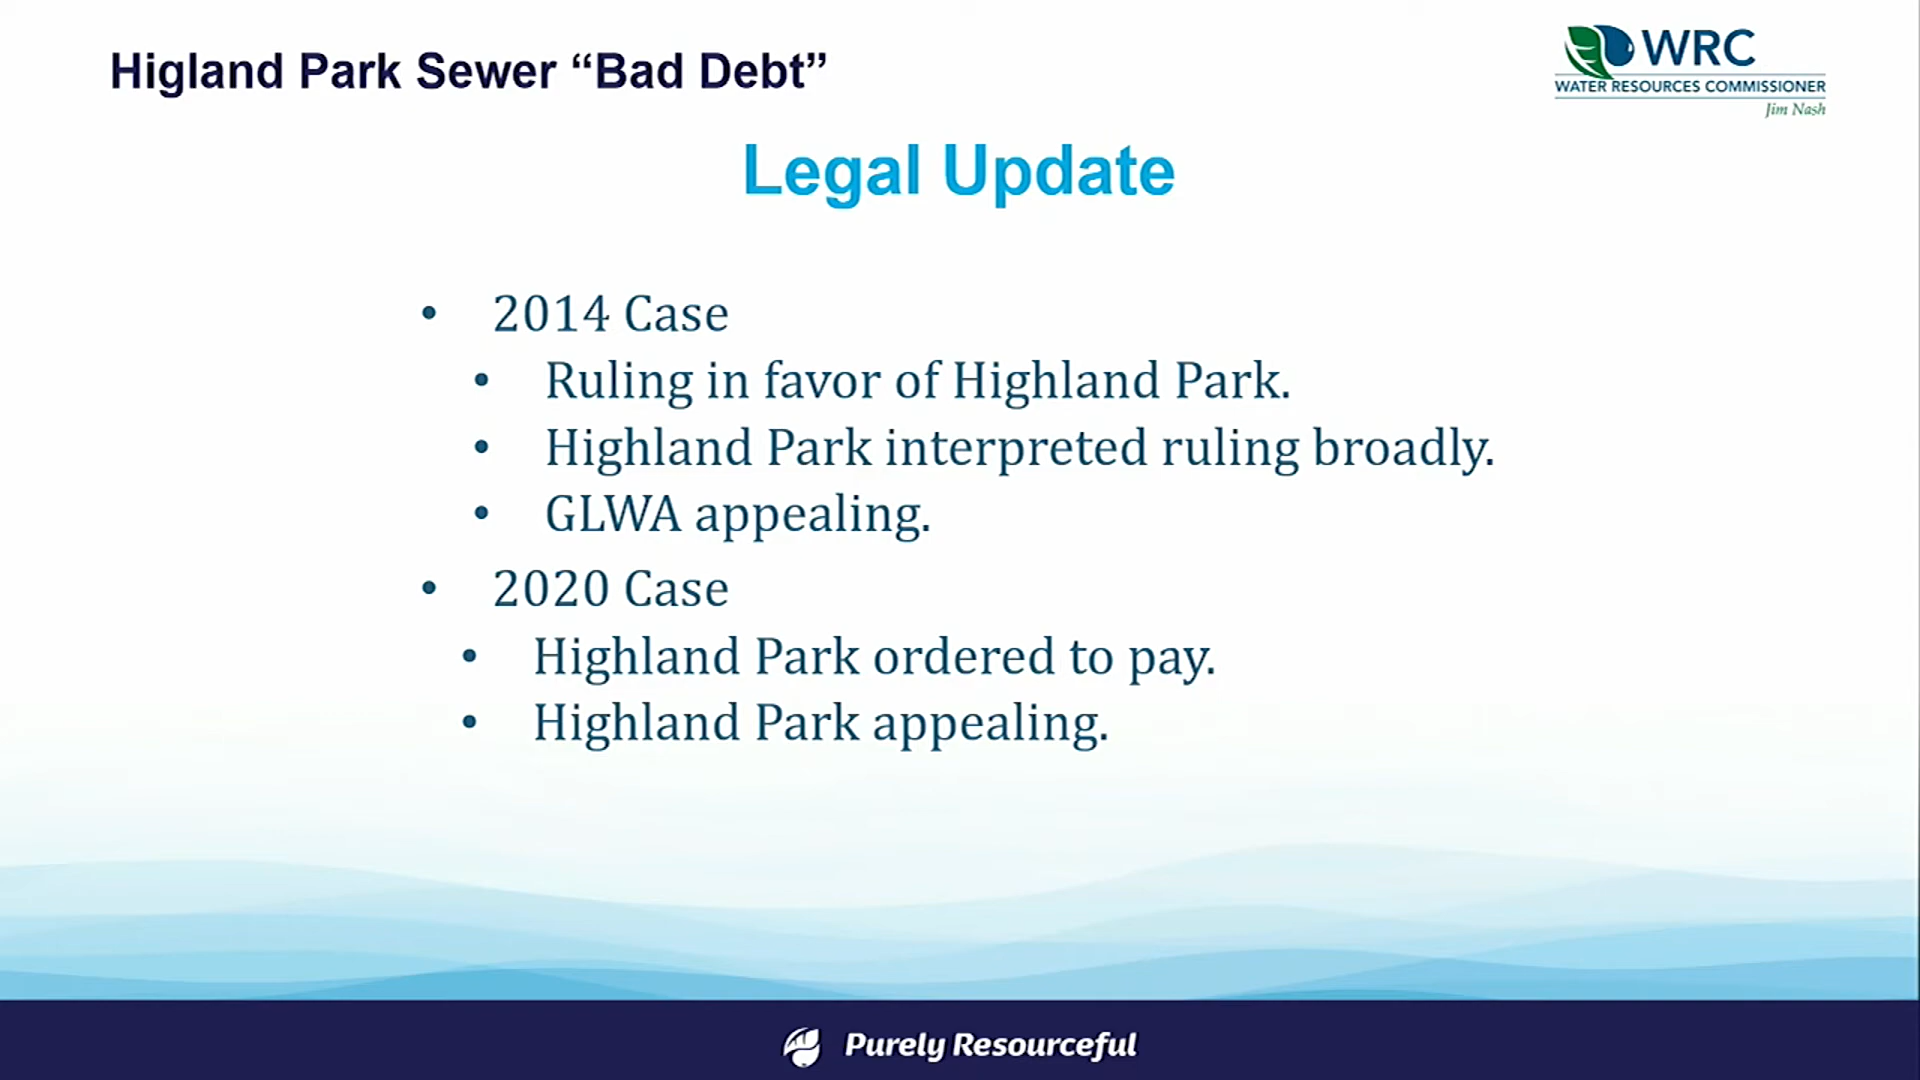 Higland Park Sewer “Bad Debt”
WRC
WATER RESOURCES COMMISSIONER
Jim Nash
Legal Update
• 2014 Case
• Ruling in favor of Highland Park.
• Highland Park interpreted ruling broadly.
• GLWA appealing.
• 2020 Case
• Highland Park ordered to pay.
• Highland Park appealing.
Purely Resourceful